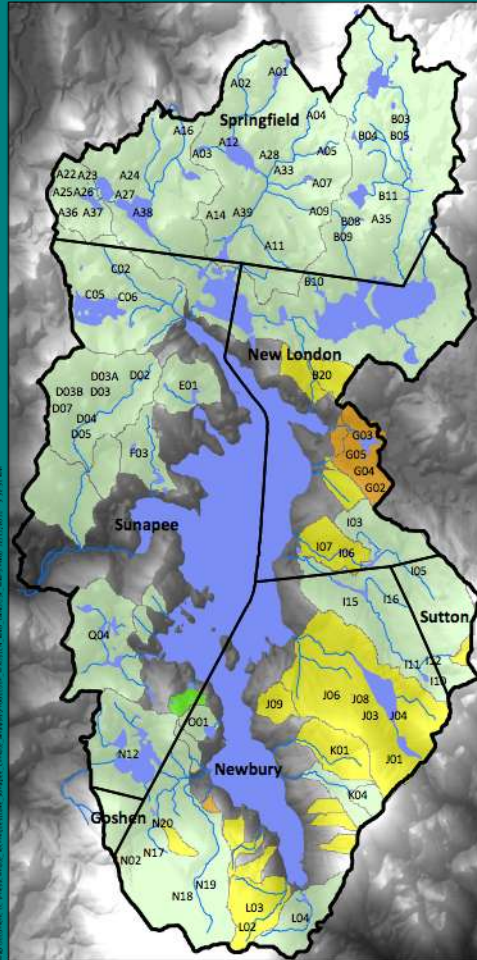 A01
A02
A04
Springfield
B03
A16
B04 B05
A12
A03
A28
A05
A33
A22 A23
A24
A07
A25 A26
A27
B11
A36 A37
A38
A14
A39
A09
B08
A35
B09
A11
C02
B10
C05
C06
New London
D03A
D02
B20
D03B
D03
E01
D07
D04
G03
D05
G05
F03
G04
G02
Sunapee
I03
I07
I06
I05
I15
I16
Sutton
Q04
I11
I12
I10
J06
J08
J09
J03
J04
O01
K01
N12
J01
Newbury
K04
Goshen
N20
N02
N17
N19
N18
L03
L04
L02